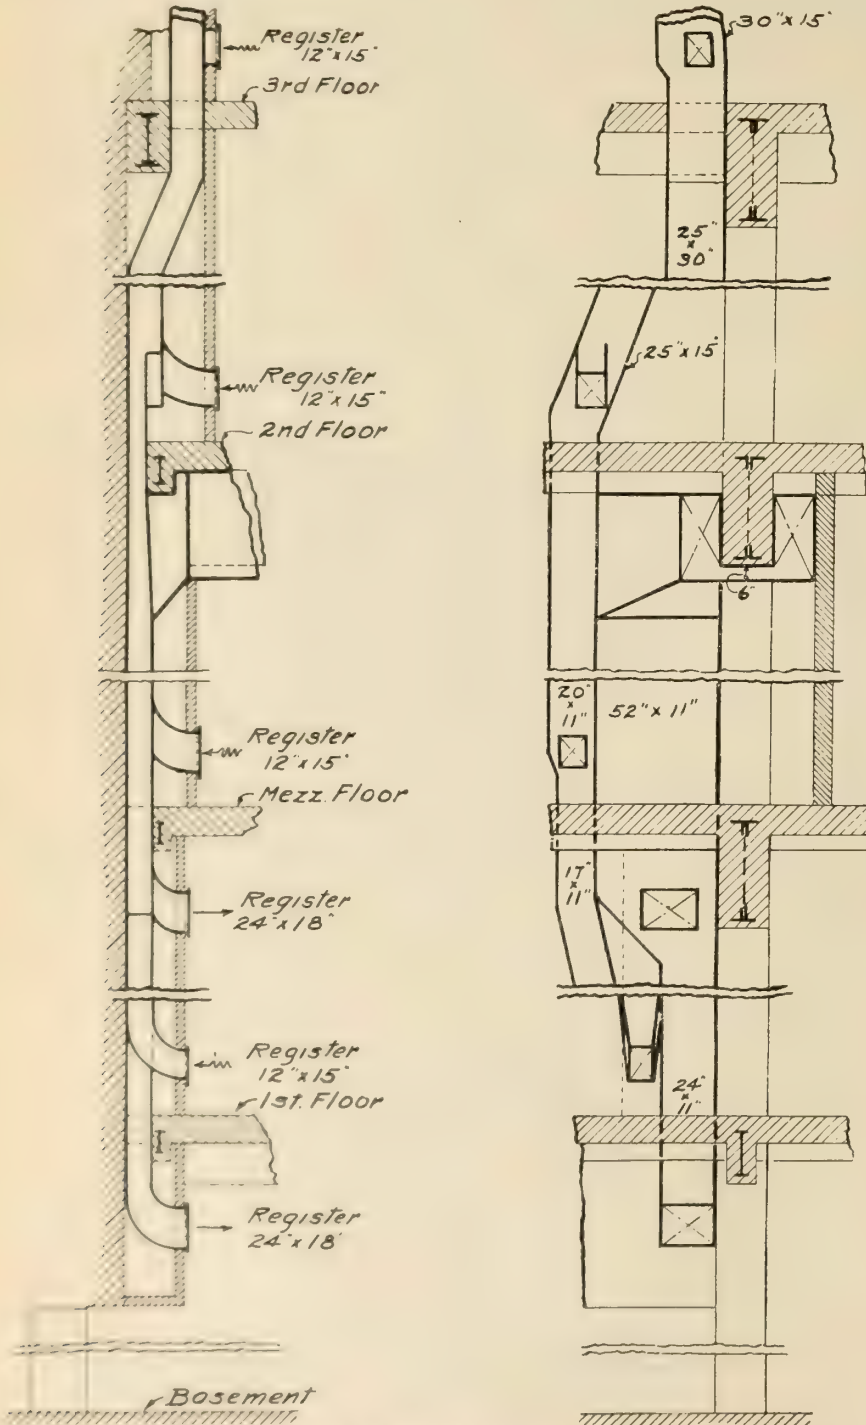 Register
12"x15"
3rd Floor
Register
12"x15"
2nd Floor
Register
12"x15"
Mezz. Floor
Register
24"x18"
Register
12"x15"
1st. Floor
Register
24"x18"
Basement
30"x15"
25"
x
30"
25"x15"
6"
20"
x
11"
52"x11"
17"
x
11"
24"
x
11"